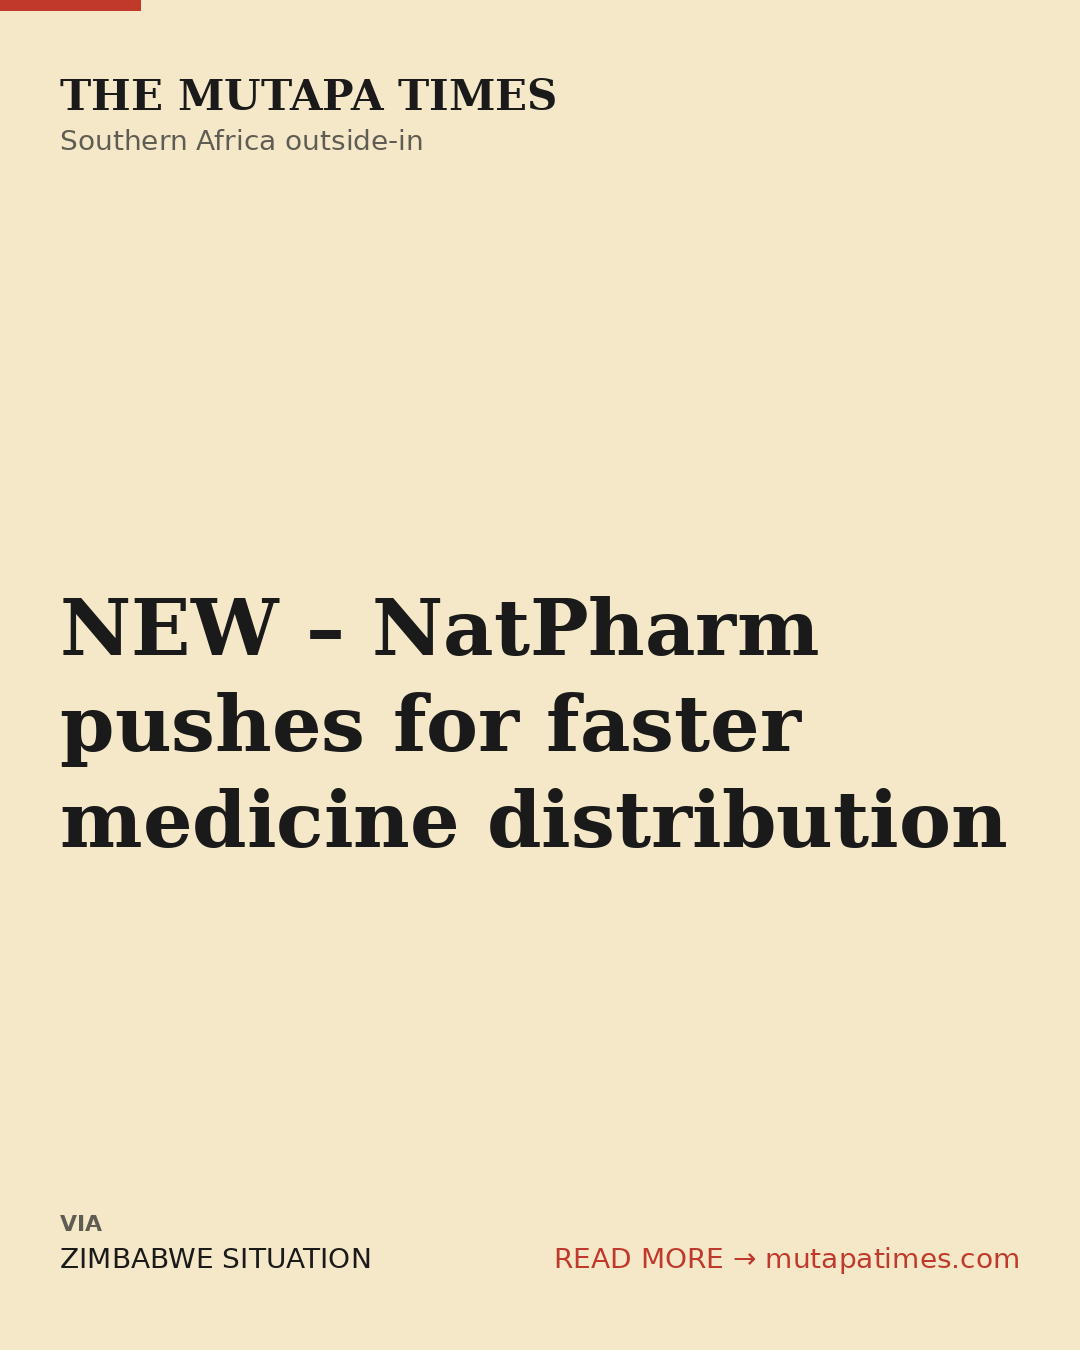 THE MUTAPA TIMES
Southern Africa outside-in
NEW – NatPharm
pushes for faster
medicine distribution
VIA
ZIMBABWE SITUATION
READ MORE → mutapatimes.com